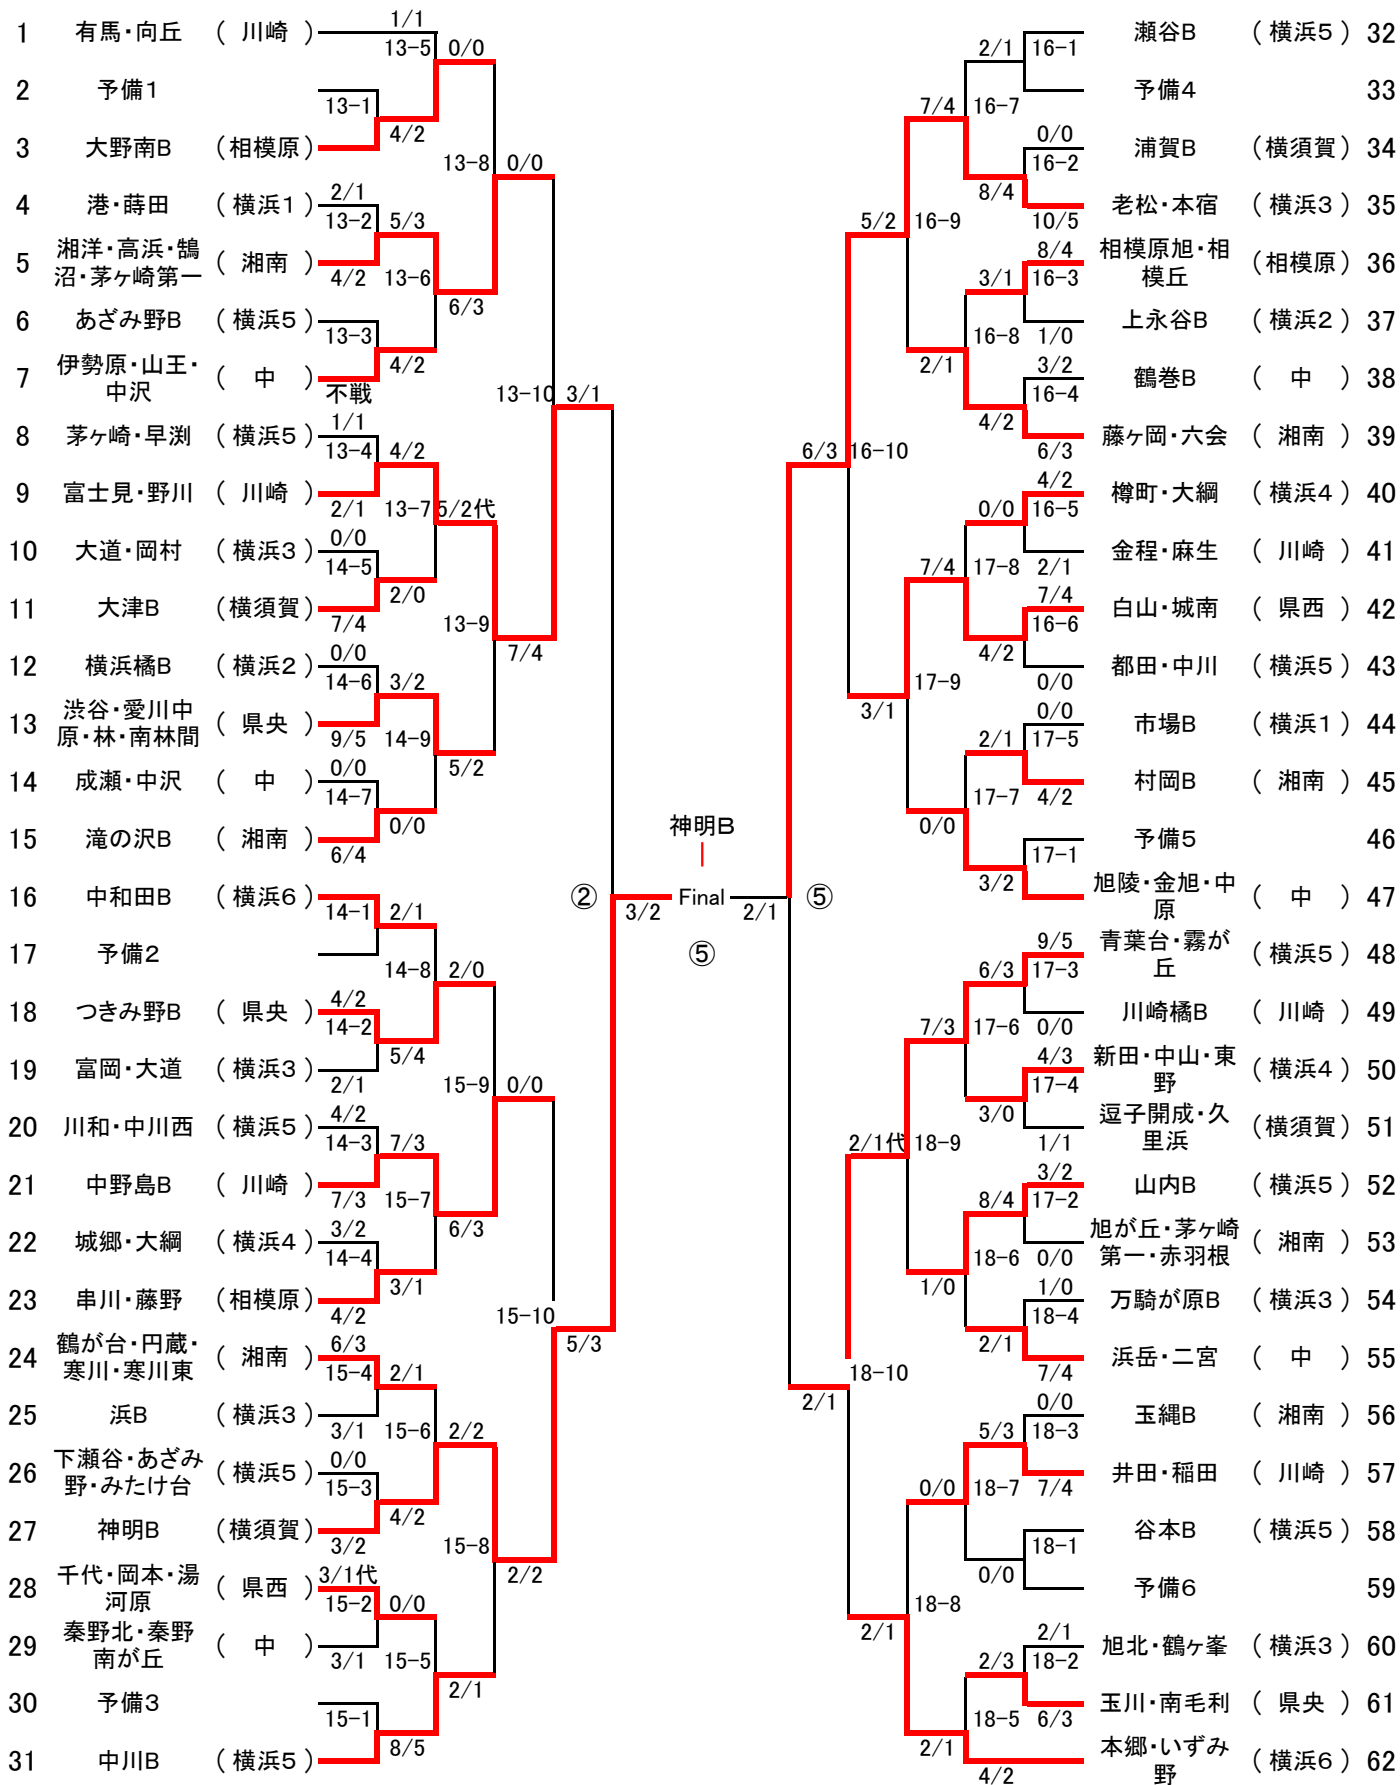 1 有馬・向丘 ( 川崎 ) 1/1
13-5 0/0
2 予備1
13-1
4/2
3 大野南B (相模原)
13-8 0/0
4 港・蒔田 (横浜1) 2/1
13-2 5/3
5 湘洋・高浜・鵠
沼・茅ヶ崎第一 ( 湘南 )
4/2 13-6
6/3
6 あざみ野B (横浜5)
13-3
4/2
7 伊勢原・山王・
中沢 ( 中 )
不戦
13-10 3/1
8 茅ヶ崎・早渕 (横浜5) 1/1
13-4 4/2
9 富士見・野川 ( 川崎 )
2/1 13-7 5/2代
10 大道・岡村 (横浜3) 0/0
14-5
2/0
11 大津B (横須賀)
7/4
13-9
7/4
12 横浜橘B (横浜2) 0/0
14-6 3/2
13 渋谷・愛川中
原・林・南林間 ( 県央 )
9/5 14-9
5/2
14 成瀬・中沢 ( 中 ) 0/0
14-7
0/0
15 滝の沢B ( 湘南 )
6/4
16 中和田B (横浜6)
14-1 2/1
17 予備2
14-8 2/0
18 つきみ野B ( 県央 ) 4/2
14-2
5/4
19 富岡・大道 (横浜3)
2/1
15-9 0/0
20 川和・中川西 (横浜5) 4/2
14-3 7/3
21 中野島B ( 川崎 )
7/3 15-7
6/3
22 城郷・大綱 (横浜4) 3/2
14-4
3/1
23 串川・藤野 (相模原)
4/2
15-10
5/3
24 鶴が台・円蔵・
寒川・寒川東 ( 湘南 ) 6/3
15-4 2/1
25 浜B (横浜3)
3/1 15-6 2/2
26 下瀬谷・あざみ
野・みたけ台 (横浜5) 0/0
15-3
4/2
27 神明B (横須賀)
3/2
15-8
2/2
28 千代・岡本・湯
河原 ( 県西 ) 3/1代
15-2 0/0
29 秦野北・秦野
南が丘 ( 中 )
3/1 15-5
2/1
30 予備3
15-1
8/5
31 中川B (横浜5)
神明B
② 3/2 Final 2/1 ⑤
⑤
瀬谷B (横浜5) 32
2/1 16-1
予備4 33
7/4 16-7
0/0
浦賀B (横須賀) 34
16-2
8/4
老松・本宿 (横浜3) 35
10/5
5/2 16-9
8/4
相模原旭・相
模丘 (相模原) 36
3/1 16-3
上永谷B (横浜2) 37
16-8 1/0
2/1
3/2
鶴巻B ( 中 ) 38
16-4
4/2
藤ヶ岡・六会 ( 湘南 ) 39
6/3
6/3 16-10
4/2
樽町・大綱 (横浜4) 40
0/0 16-5
金程・麻生 ( 川崎 ) 41
7/4 17-8 2/1
7/4
白山・城南 ( 県西 ) 42
16-6
4/2
都田・中川 (横浜5) 43
0/0
17-9
3/1
0/0
市場B (横浜1) 44
2/1 17-5
村岡B ( 湘南 ) 45
17-7 4/2
0/0
予備5 46
17-1
3/2
旭陵・金旭・中
原 ( 中 ) 47
9/5
青葉台・霧が
丘 (横浜5) 48
6/3 17-3
川崎橘B ( 川崎 ) 49
7/3 17-6 0/0
4/3
新田・中山・東
野 (横浜4) 50
17-4
3/0
逗子開成・久
里浜 (横須賀) 51
1/1
2/1代 18-9
3/2
山内B (横浜5) 52
8/4 17-2
旭が丘・茅ヶ崎
第一・赤羽根 ( 湘南 ) 53
18-6 0/0
1/0
1/0
万騎が原B (横浜3) 54
18-4
2/1
浜岳・二宮 ( 中 ) 55
7/4
18-10
2/1
0/0
玉縄B ( 湘南 ) 56
5/3 18-3
井田・稲田 ( 川崎 ) 57
0/0 18-7 7/4
谷本B (横浜5) 58
18-1
0/0
予備6 59
18-8
2/1
2/1
旭北・鶴ヶ峯 (横浜3) 60
2/3 18-2
玉川・南毛利 ( 県央 ) 61
18-5 6/3
2/1
本郷・いずみ
野 (横浜6) 62
4/2